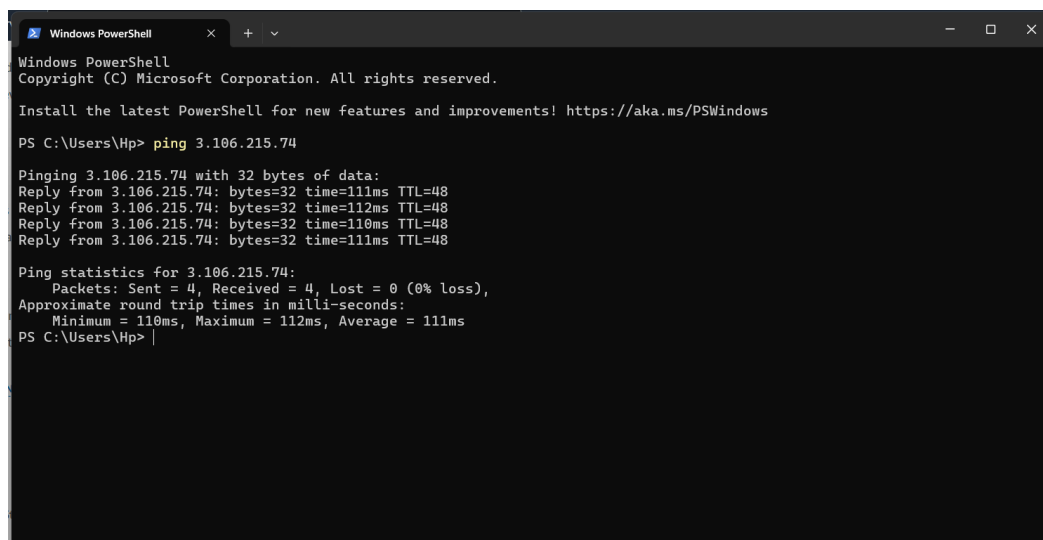 Windows PowerShell
Windows PowerShell
Copyright (C) Microsoft Corporation. All rights reserved.
Install the latest PowerShell for new features and improvements! https://aka.ms/PSWindows
PS C:\Users\Hp> ping 3.106.215.74
Pinging 3.106.215.74 with 32 bytes of data:
Reply from 3.106.215.74: bytes=32 time=111ms TTL=48
Reply from 3.106.215.74: bytes=32 time=112ms TTL=48
Reply from 3.106.215.74: bytes=32 time=110ms TTL=48
Reply from 3.106.215.74: bytes=32 time=111ms TTL=48
Ping statistics for 3.106.215.74:
Packets: Sent = 4, Received = 4, Lost = 0 (0% loss),
Approximate round trip times in milli-seconds:
Minimum = 110ms, Maximum = 112ms, Average = 111ms
PS C:\Users\Hp>